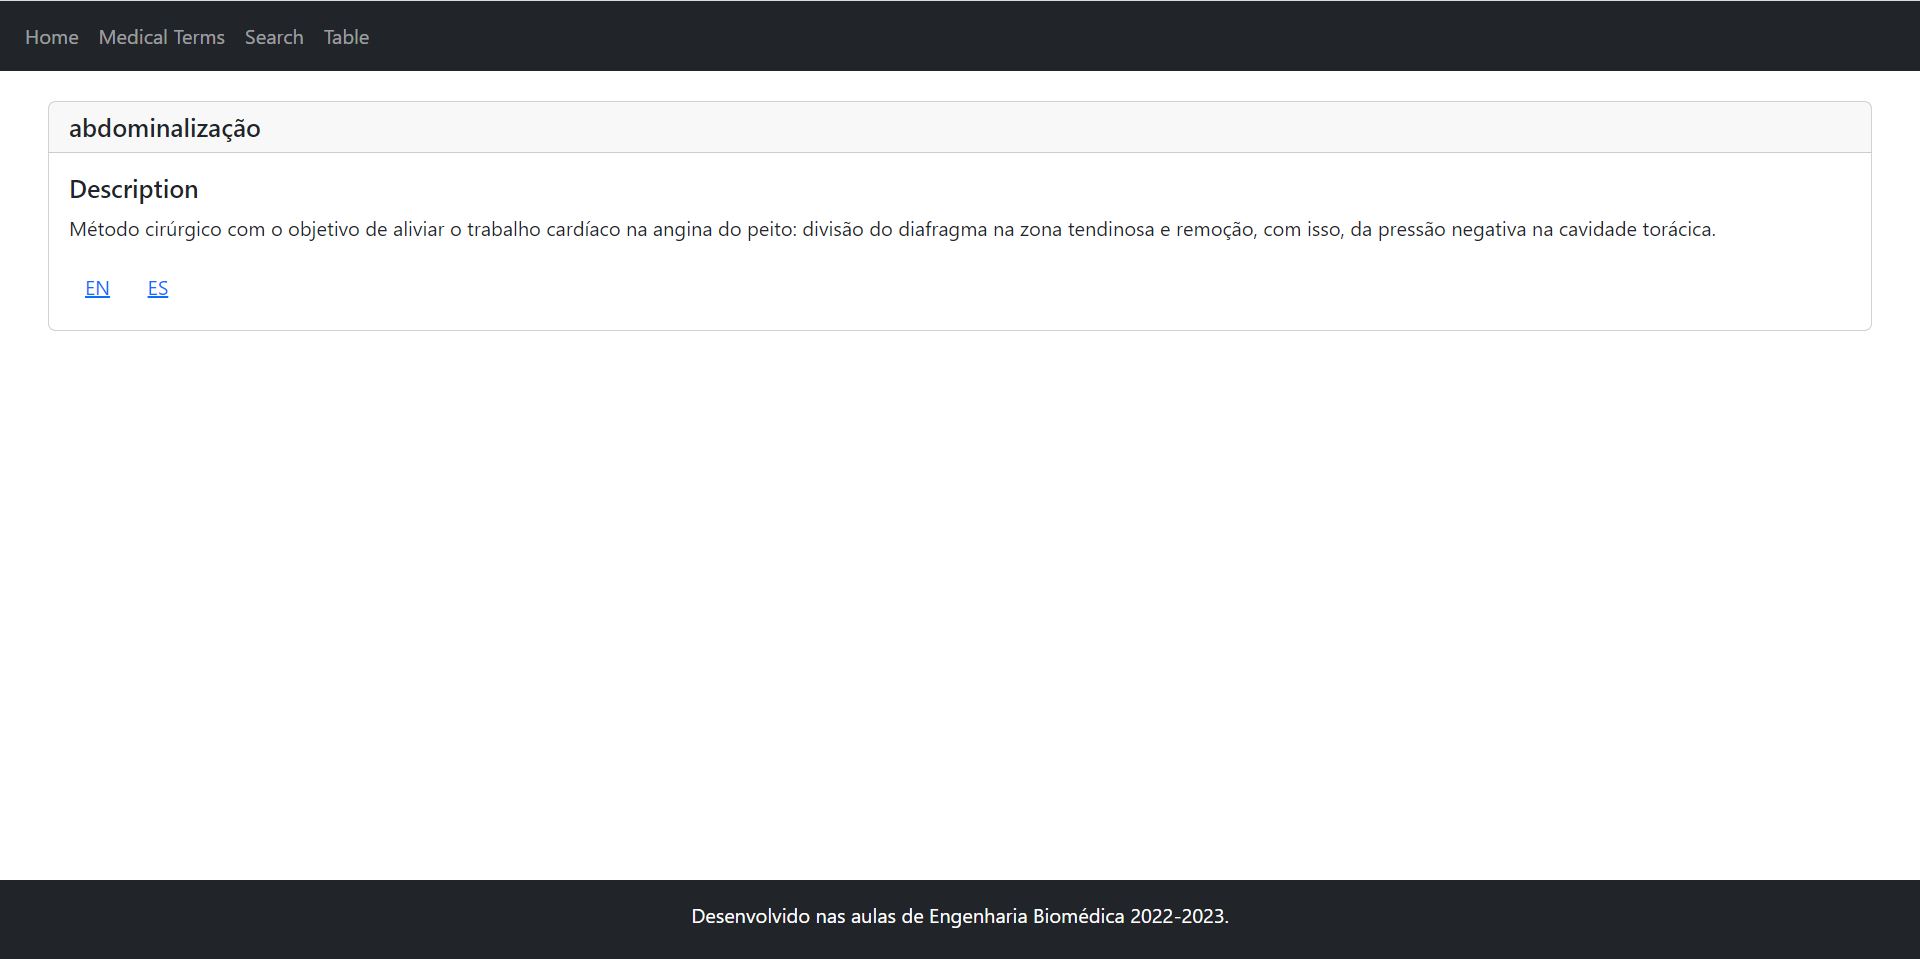 Home Medical Terms Search Table
abdominalização
Description
Método cirúrgico com o objetivo de aliviar o trabalho cardíaco na angina do peito: divisão do diafragma na zona tendinosa e remoção, com isso, da pressão negativa na cavidade torácica.
EN ES
Desenvolvido nas aulas de Engenharia Biomédica 2022-2023.